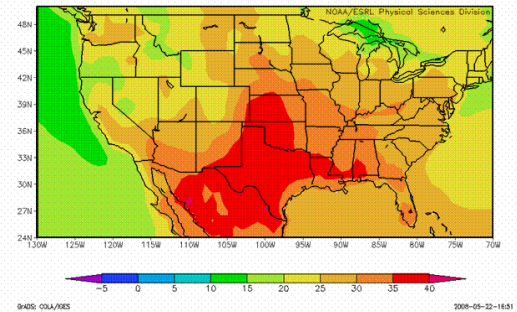 NOAA/ESRL Physical Sciences Division
48N
45N
42N
39N
36N
33N
30N
27N
24N
130W 125W 120W 115W 110W 105W 100W 95W 90W 85W 80W 75W 70W
-5 0 5 10 15 20 25 30 35 40
GrADS: COLA/IGES 2008-05-22-16:31